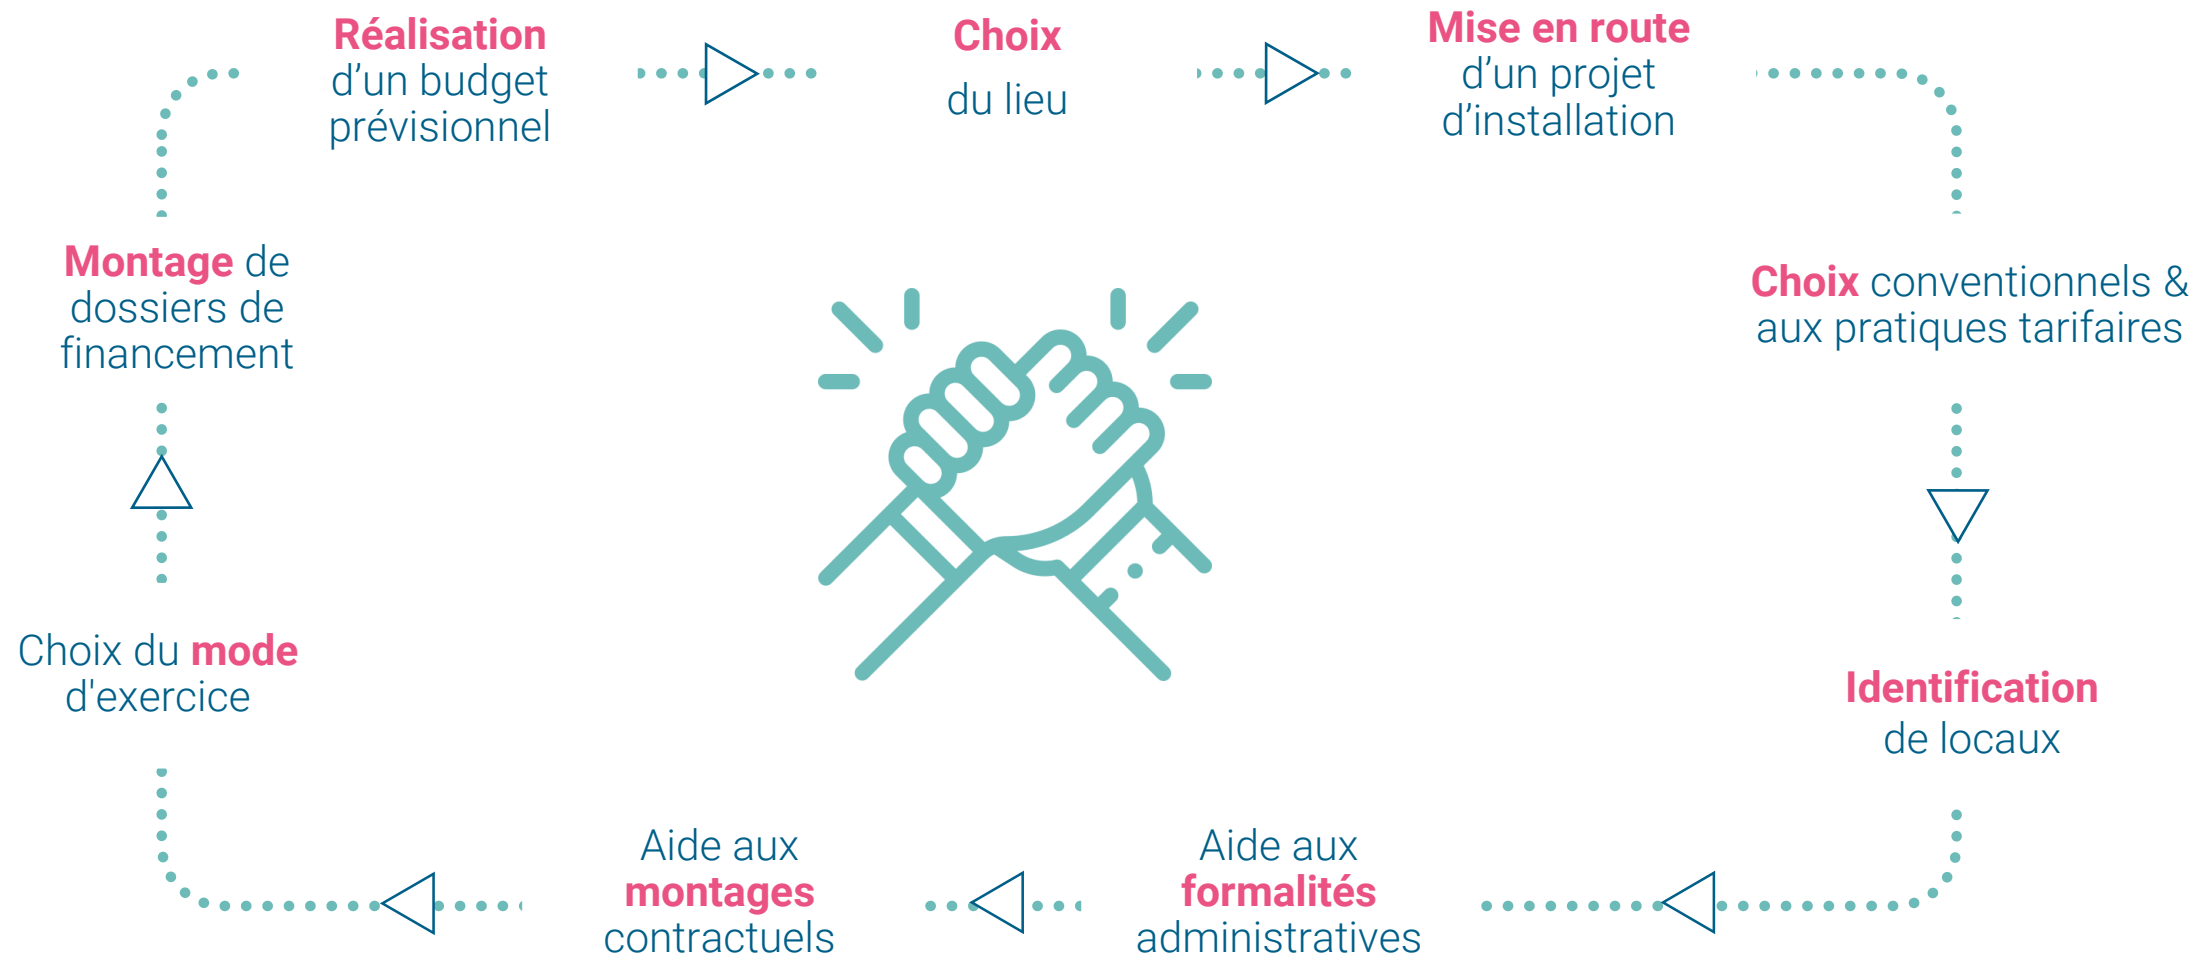 Réalisation
d’un budget
prévisionnel
Choix
du lieu
Mise en route
d’un projet
d’installation
Choix conventionnels &
aux pratiques tarifaires
Identification
de locaux
Aide aux
formalités
administratives
Aide aux
montages
contractuels
Choix du mode
d'exercice
Montage de
dossiers de
financement